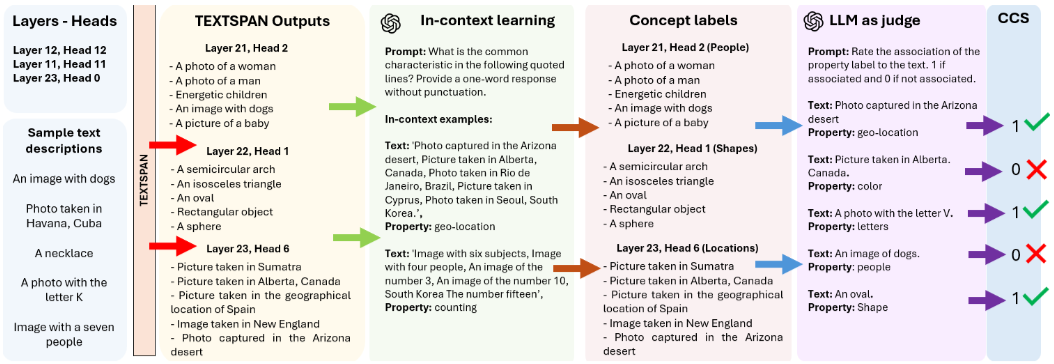 Layers - Heads
Layer 12, Head 12
Layer 11, Head 11
Layer 23, Head 0
Sample text
descriptions
An image with dogs
Photo taken in
Havana, Cuba
A necklace
A photo with the
letter K
Image with a seven
people
TEXTSPAN
TEXTSPAN Outputs
Layer 21, Head 2
- A photo of a woman
- A photo of a man
- Energetic children
- An image with dogs
- A picture of a baby
Layer 22, Head 1
- A semicircular arch
- An isosceles triangle
- An oval
- Rectangular object
- A sphere
Layer 23, Head 6
- Picture taken in Sumatra
- Picture taken in Alberta, Canada
- Picture taken in the geographical
location of Spain
- Image taken in New England
- Photo captured in the Arizona
desert
In-context learning
Prompt: What is the common
characteristic in the following quoted
lines? Provide a one-word response
without punctuation.
In-context examples:
Text: 'Photo captured in the Arizona
desert, Picture taken in Alberta,
Canada, Photo taken in Rio de
Janeiro, Brazil, Picture taken in
Cyprus, Photo taken in Seoul, South
Korea.',
Property: geo-location
Text: 'Image with six subjects, Image
with four people, An image of the
number 3, An image of the number 10,
South Korea The number fifteen',
Property: counting
Concept labels
Layer 21, Head 2 (People)
- A photo of a woman
- A photo of a man
- Energetic children
- An image with dogs
- A picture of a baby
Layer 22, Head 1 (Shapes)
- A semicircular arch
- An isosceles triangle
- An oval
- Rectangular object
- A sphere
Layer 23, Head 6 (Locations)
- Picture taken in Sumatra
- Picture taken in Alberta, Canada
- Picture taken in the geographical
location of Spain
- Image taken in New England
- Photo captured in the Arizona
desert
LLM as judge
Prompt: Rate the association of the
property label to the text. 1 if
associated and 0 if not associated.
Text: Photo captured in the Arizona
desert
Property: geo-location
Text: Picture taken in Alberta.
Canada.
Property: color
Text: A photo with the letter V.
Property: letters
Text: An image of dogs.
Property: people
Text: An oval.
Property: Shape
CCS
1
0
1
0
1